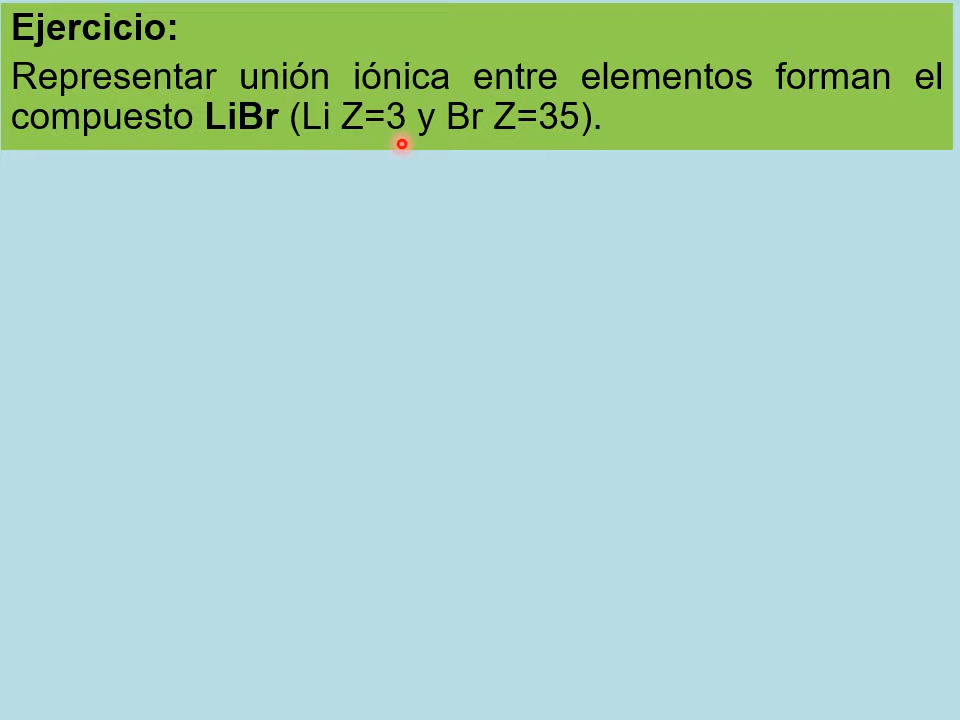 Ejercicio:
Representar unión iónica entre elementos forman el
compuesto LiBr (Li Z=3 y Br Z=35).